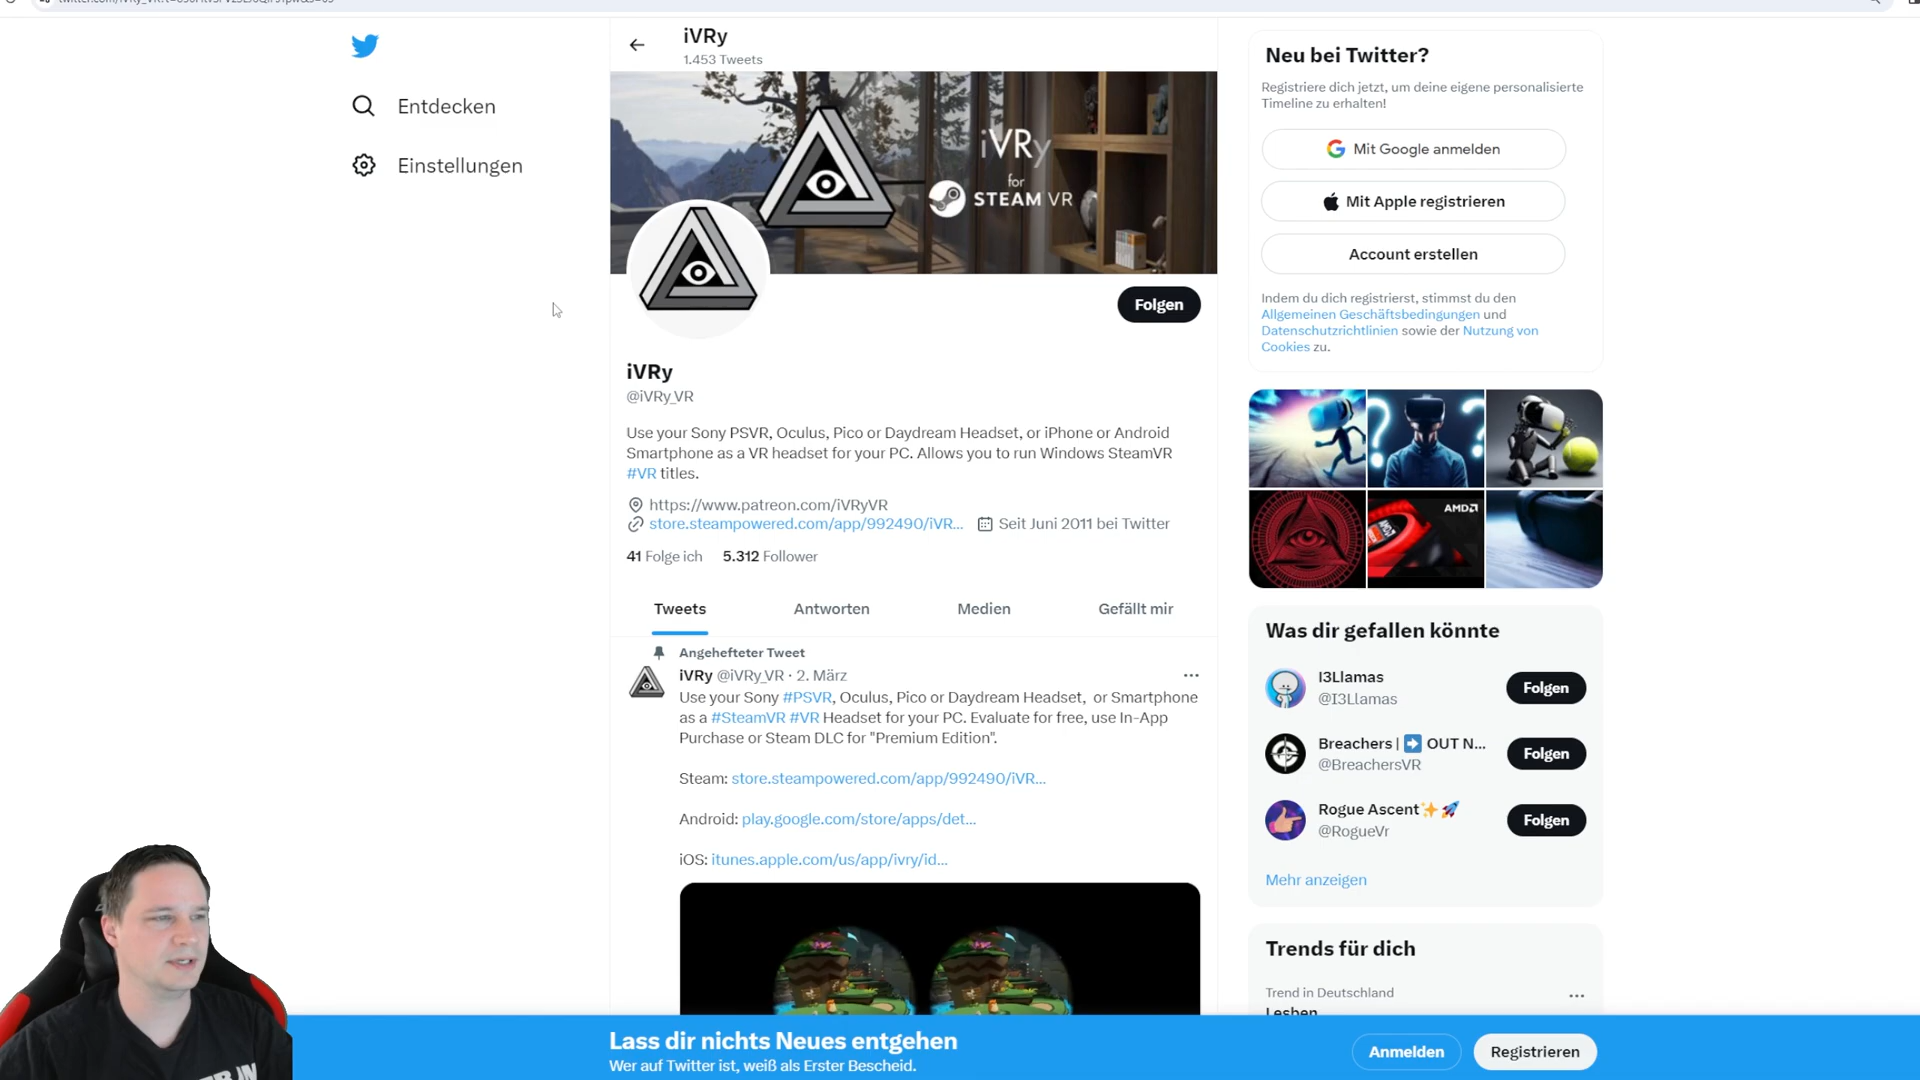 iVRy
1.453 Tweets
Entdecken
Einstellungen
iVRy
for
STEAM VR
Folgen
iVRy
@iVRy_VR
Use your Sony PSVR, Oculus, Pico or Daydream Headset, or iPhone or Android
Smartphone as a VR headset for your PC. Allows you to run Windows SteamVR
#VR titles.
https://www.patreon.com/iVRyVR
store.steampowered.com/app/992490/iVR... Seit Juni 2011 bei Twitter
41 Folge ich 5.312 Follower
Tweets Antworten Medien Gefällt mir
Angehefteter Tweet
iVRy @iVRy_VR · 2. März
Use your Sony #PSVR, Oculus, Pico or Daydream Headset, or Smartphone
as a #SteamVR #VR Headset for your PC. Evaluate for free, use In-App
Purchase or Steam DLC for "Premium Edition".
Steam: store.steampowered.com/app/992490/iVR...
Android: play.google.com/store/apps/det...
iOS: itunes.apple.com/us/app/ivry/id...
Neu bei Twitter?
Registriere dich jetzt, um deine eigene personalisierte
Timeline zu erhalten!
Mit Google anmelden
Mit Apple registrieren
Account erstellen
Indem du dich registrierst, stimmst du den
Allgemeinen Geschäftsbedingungen und
Datenschutzrichtlinien sowie der Nutzung von
Cookies zu.
AMD
Was dir gefallen könnte
I3Llamas
@I3Llamas
Folgen
Breachers | ➡️ OUT N...
@BreachersVR
Folgen
Rogue Ascent✨🚀
@RogueVr
Folgen
Mehr anzeigen
Trends für dich
Trend in Deutschland
Lesben
Lass dir nichts Neues entgehen
Wer auf Twitter ist, weiß als Erster Bescheid.
Anmelden
Registrieren